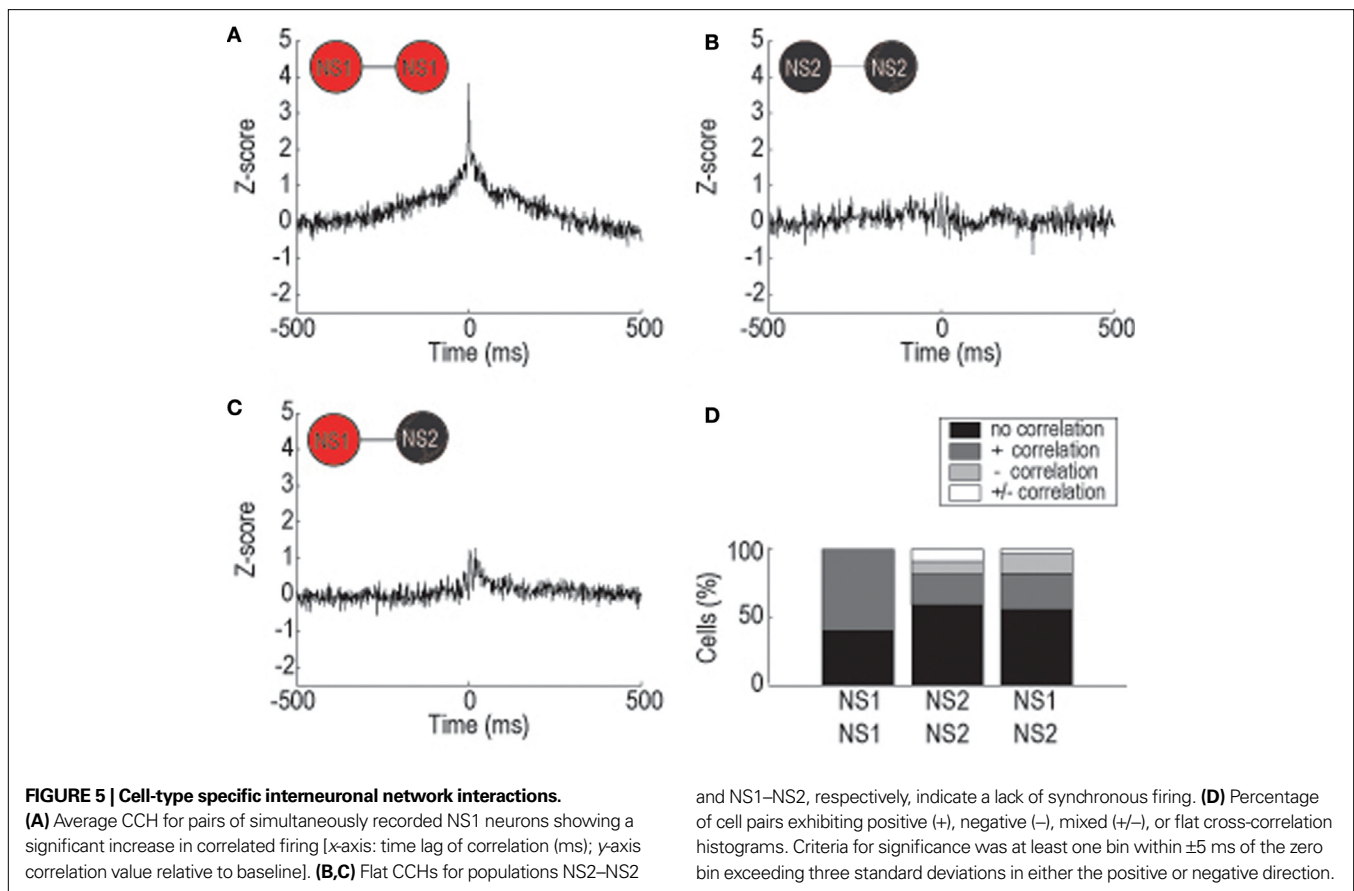 A
5
4
3
2
1
0
-1
-2
Z-score
NS1 NS1
-500 0 500
Time (ms)
B
5
4
3
2
1
0
-1
-2
Z-score
NS2 NS2
-500 0 500
Time (ms)
C
5
4
3
2
1
0
-1
-2
Z-score
NS1 NS2
-500 0 500
Time (ms)
D
no correlation
+ correlation
- correlation
+/- correlation
100
50
0
Cells (%)
NS1 NS2 NS1
NS1 NS2 NS2
FIGURE 5 | Cell-type specific interneuronal network interactions.
(A) Average CCH for pairs of simultaneously recorded NS1 neurons showing a
significant increase in correlated firing [x-axis: time lag of correlation (ms); y-axis
correlation value relative to baseline]. (B,C) Flat CCHs for populations NS2–NS2
and NS1–NS2, respectively, indicate a lack of synchronous firing. (D) Percentage
of cell pairs exhibiting positive (+), negative (–), mixed (+/–), or flat cross-correlation
histograms. Criteria for significance was at least one bin within ±5 ms of the zero
bin exceeding three standard deviations in either the positive or negative direction.